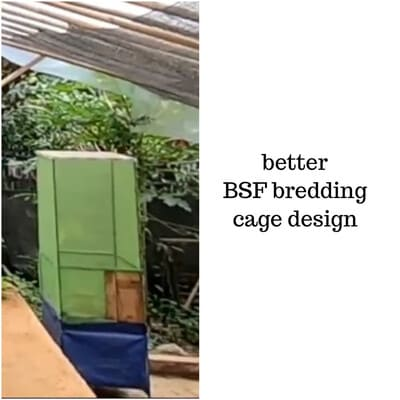 better
BSF bredding
cage design